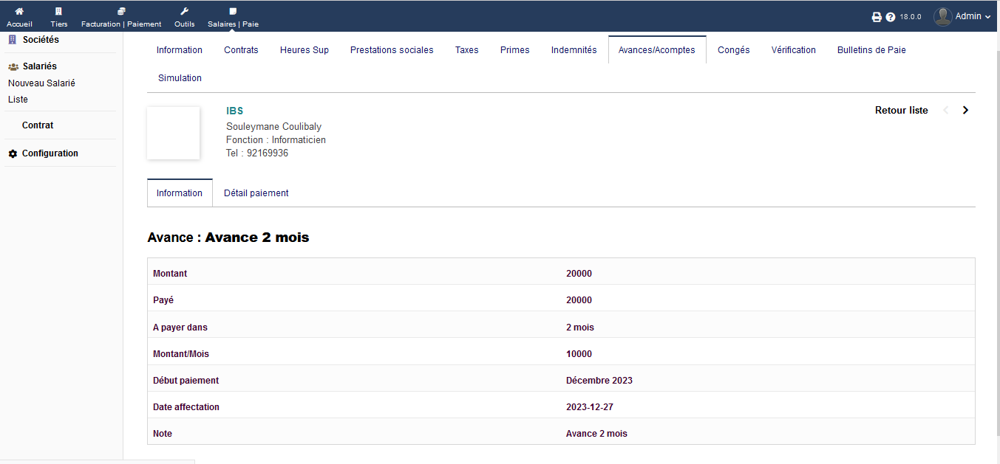 Accueil Tiers Facturation | Paiement Outils Salaires | Paie 18.0.0 Admin
Sociétés
Salariés
Nouveau Salarié
Liste
Contrat
Configuration
Information Contrats Heures Sup Prestations sociales Taxes Primes Indemnités Avances/Acomptes Congés Vérification Bulletins de Paie
Simulation
IBS
Souleymane Coulibaly
Fonction : Informaticien
Tel : 92169936
Retour liste
Information Détail paiement
Avance : Avance 2 mois
Montant 20000
Payé 20000
A payer dans 2 mois
Montant/Mois 10000
Début paiement Décembre 2023
Date affectation 2023-12-27
Note Avance 2 mois